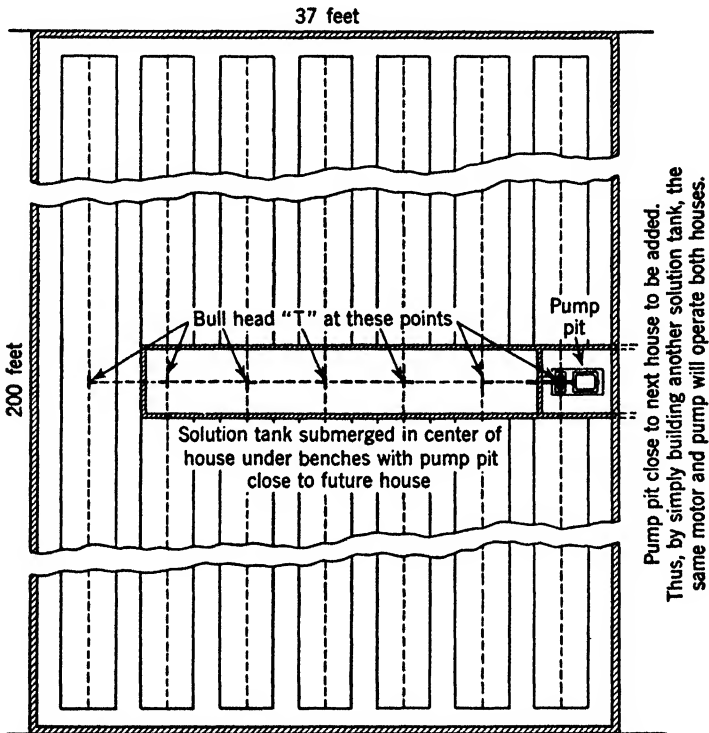 37 feet
200 feet
Bull head "T" at these points
Pump
pit
Solution tank submerged in center of
house under benches with pump pit
close to future house
Pump pit close to next house to be added.
Thus, by simply building another solution tank, the
same motor and pump will operate both houses.